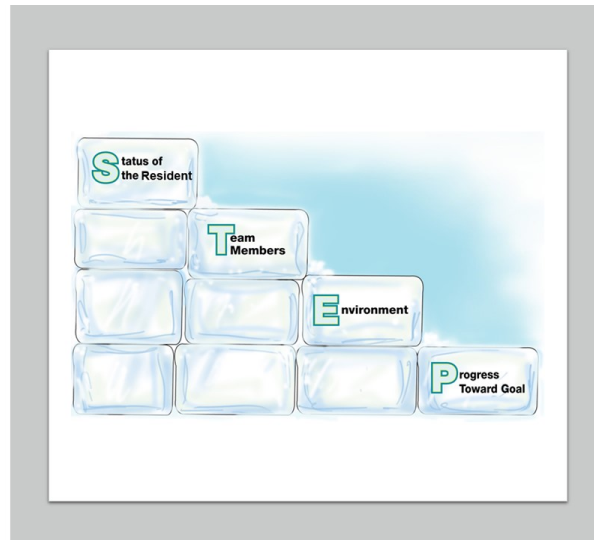 Status of
the Resident
Team
Members
Environment
Progress
Toward Goal